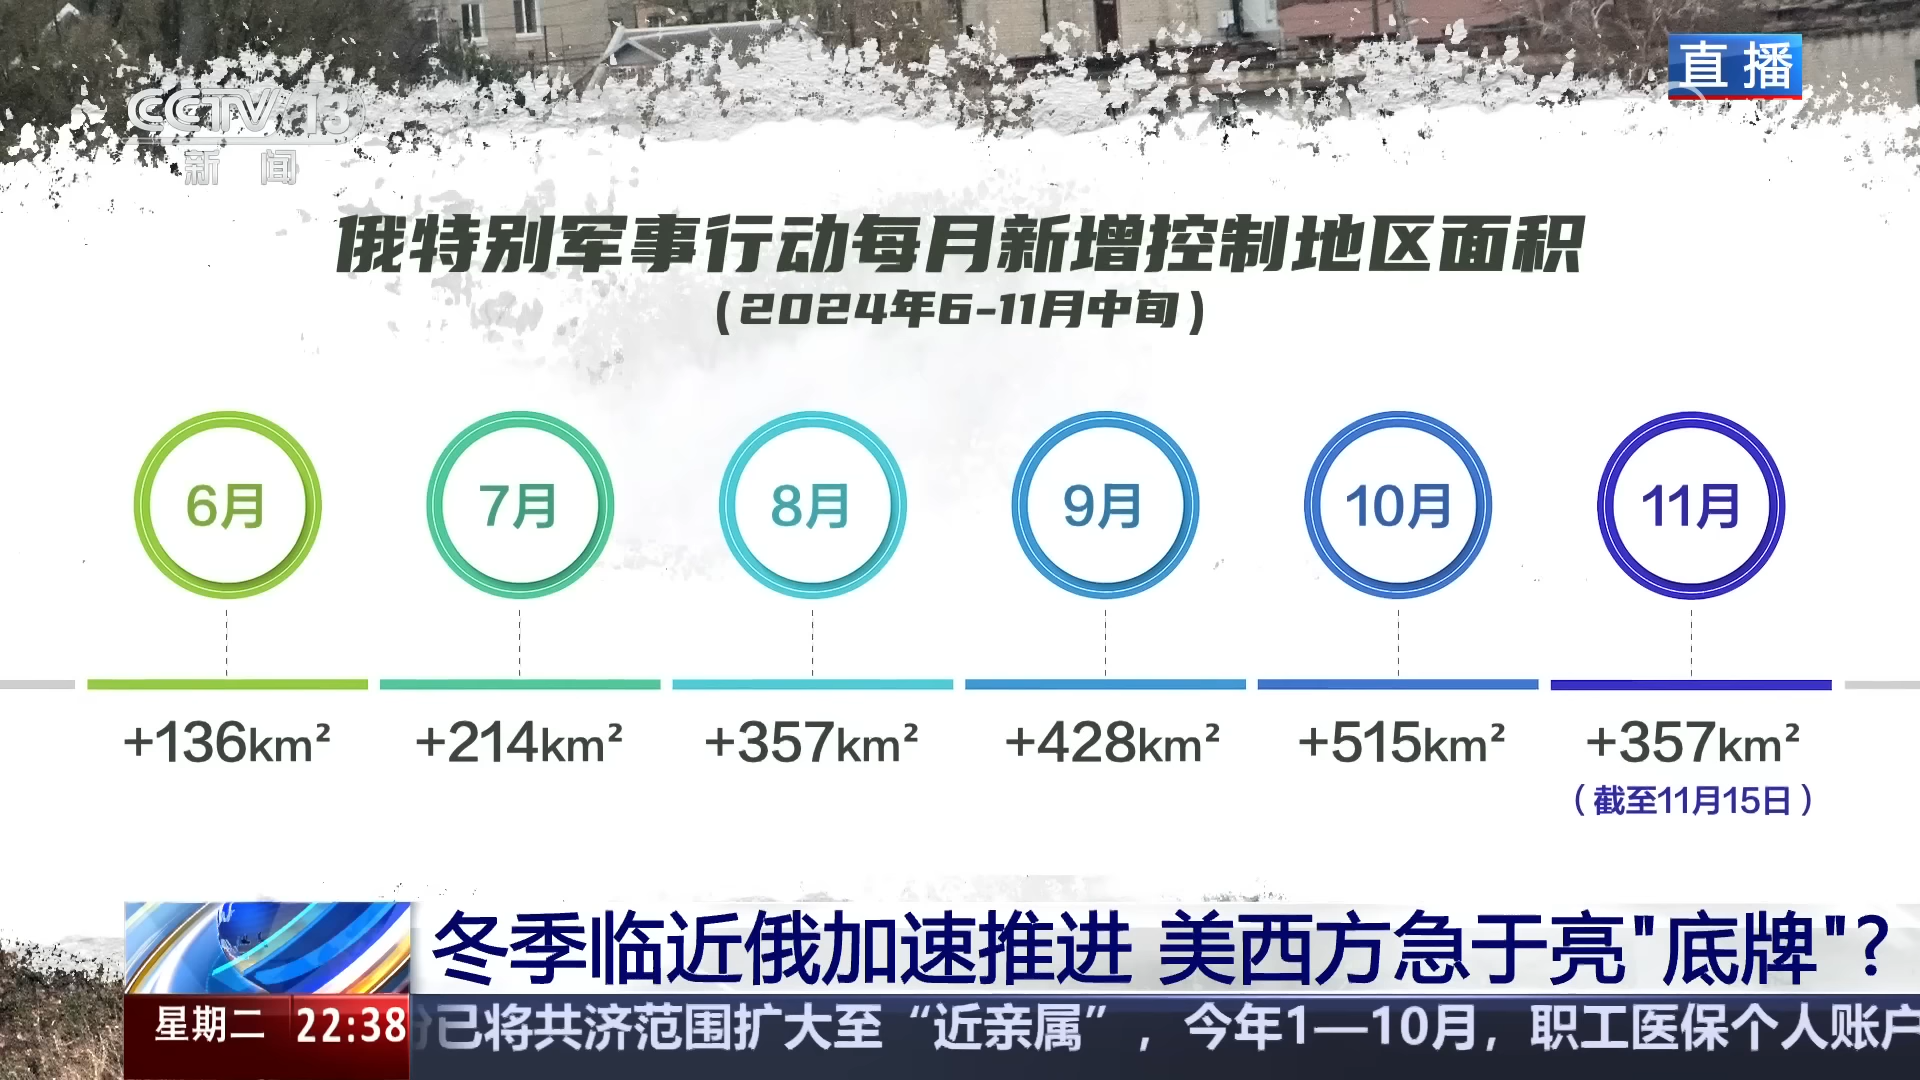 直播
CCTV 13
新闻
俄特别军事行动每月新增控制地区面积
(2024年6-11月中旬)
6月
7月
8月
9月
10月
11月
+136km²
+214km²
+357km²
+428km²
+515km²
+357km²
(截至11月15日)
冬季临近俄加速推进 美西方急于亮"底牌"?
星期二 22:38
已将共济范围扩大至“近亲属”，今年1—10月，职工医保个人账户